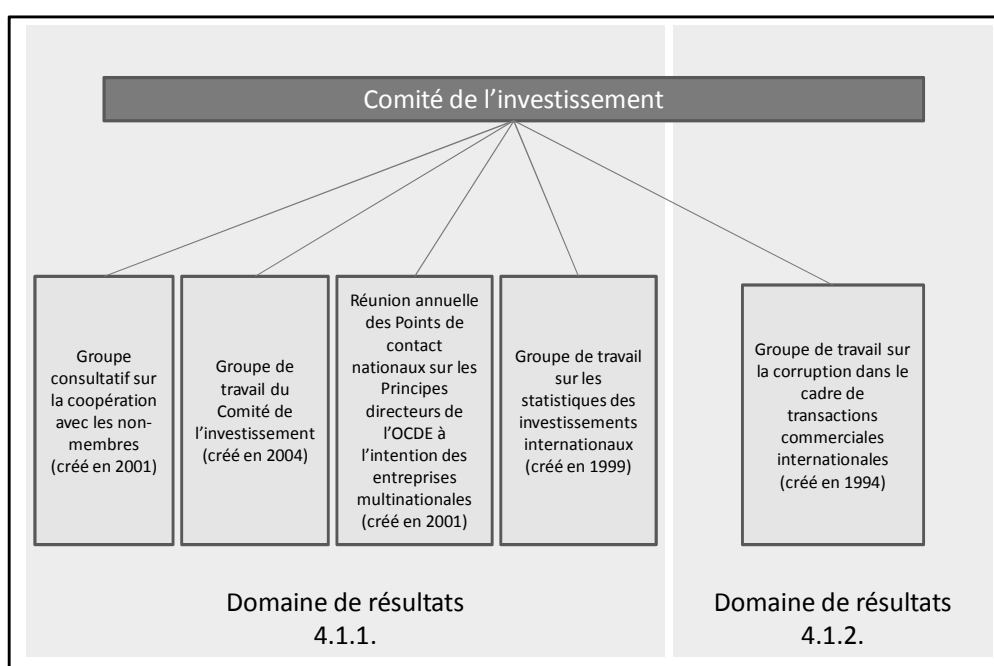 Comité de l’investissement
Groupe
consultatif sur
la coopération
avec les non-
membres
(créé en 2001)
Groupe de
travail du
Comité de
l’investissement
(créé en 2004)
Réunion annuelle
des Points de
contact
nationaux sur les
Principes
directeurs de
l’OCDE à
l’intention des
entreprises
multinationales
(créé en 2001)
Groupe de travail
sur les
statistiques des
investissements
internationaux
(créé en 1999)
Groupe de travail sur
la corruption dans le
cadre de
transactions
commerciales
internationales
(créé en 1994)
Domaine de résultats
4.1.1.
Domaine de résultats
4.1.2.